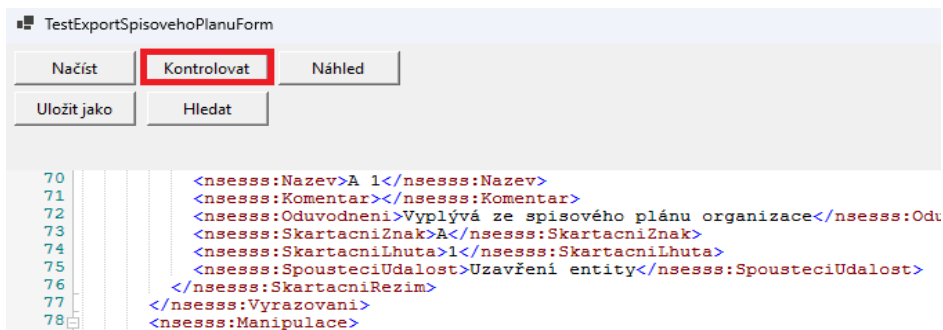 TestExportSpisovehoPlanuForm
Načíst Kontrolovat Náhled
Uložit jako Hledat
70 <nsesss:Nazev>A 1</nsesss:Nazev>
71 <nsesss:Komentar></nsesss:Komentar>
72 <nsesss:Oduvodneni>Vyplývá ze spisového plánu organizace</nsesss:Odu
73 <nsesss:SkartacniZnak>A</nsesss:SkartacniZnak>
74 <nsesss:SkartacniLhuta>1</nsesss:SkartacniLhuta>
75 <nsesss:SpousteciUdalost>Uzavření entity</nsesss:SpousteciUdalost>
76 </nsesss:SkartacniRezim>
77 </nsesss:Vyrazovani>
78 <nsesss:Manipulace>